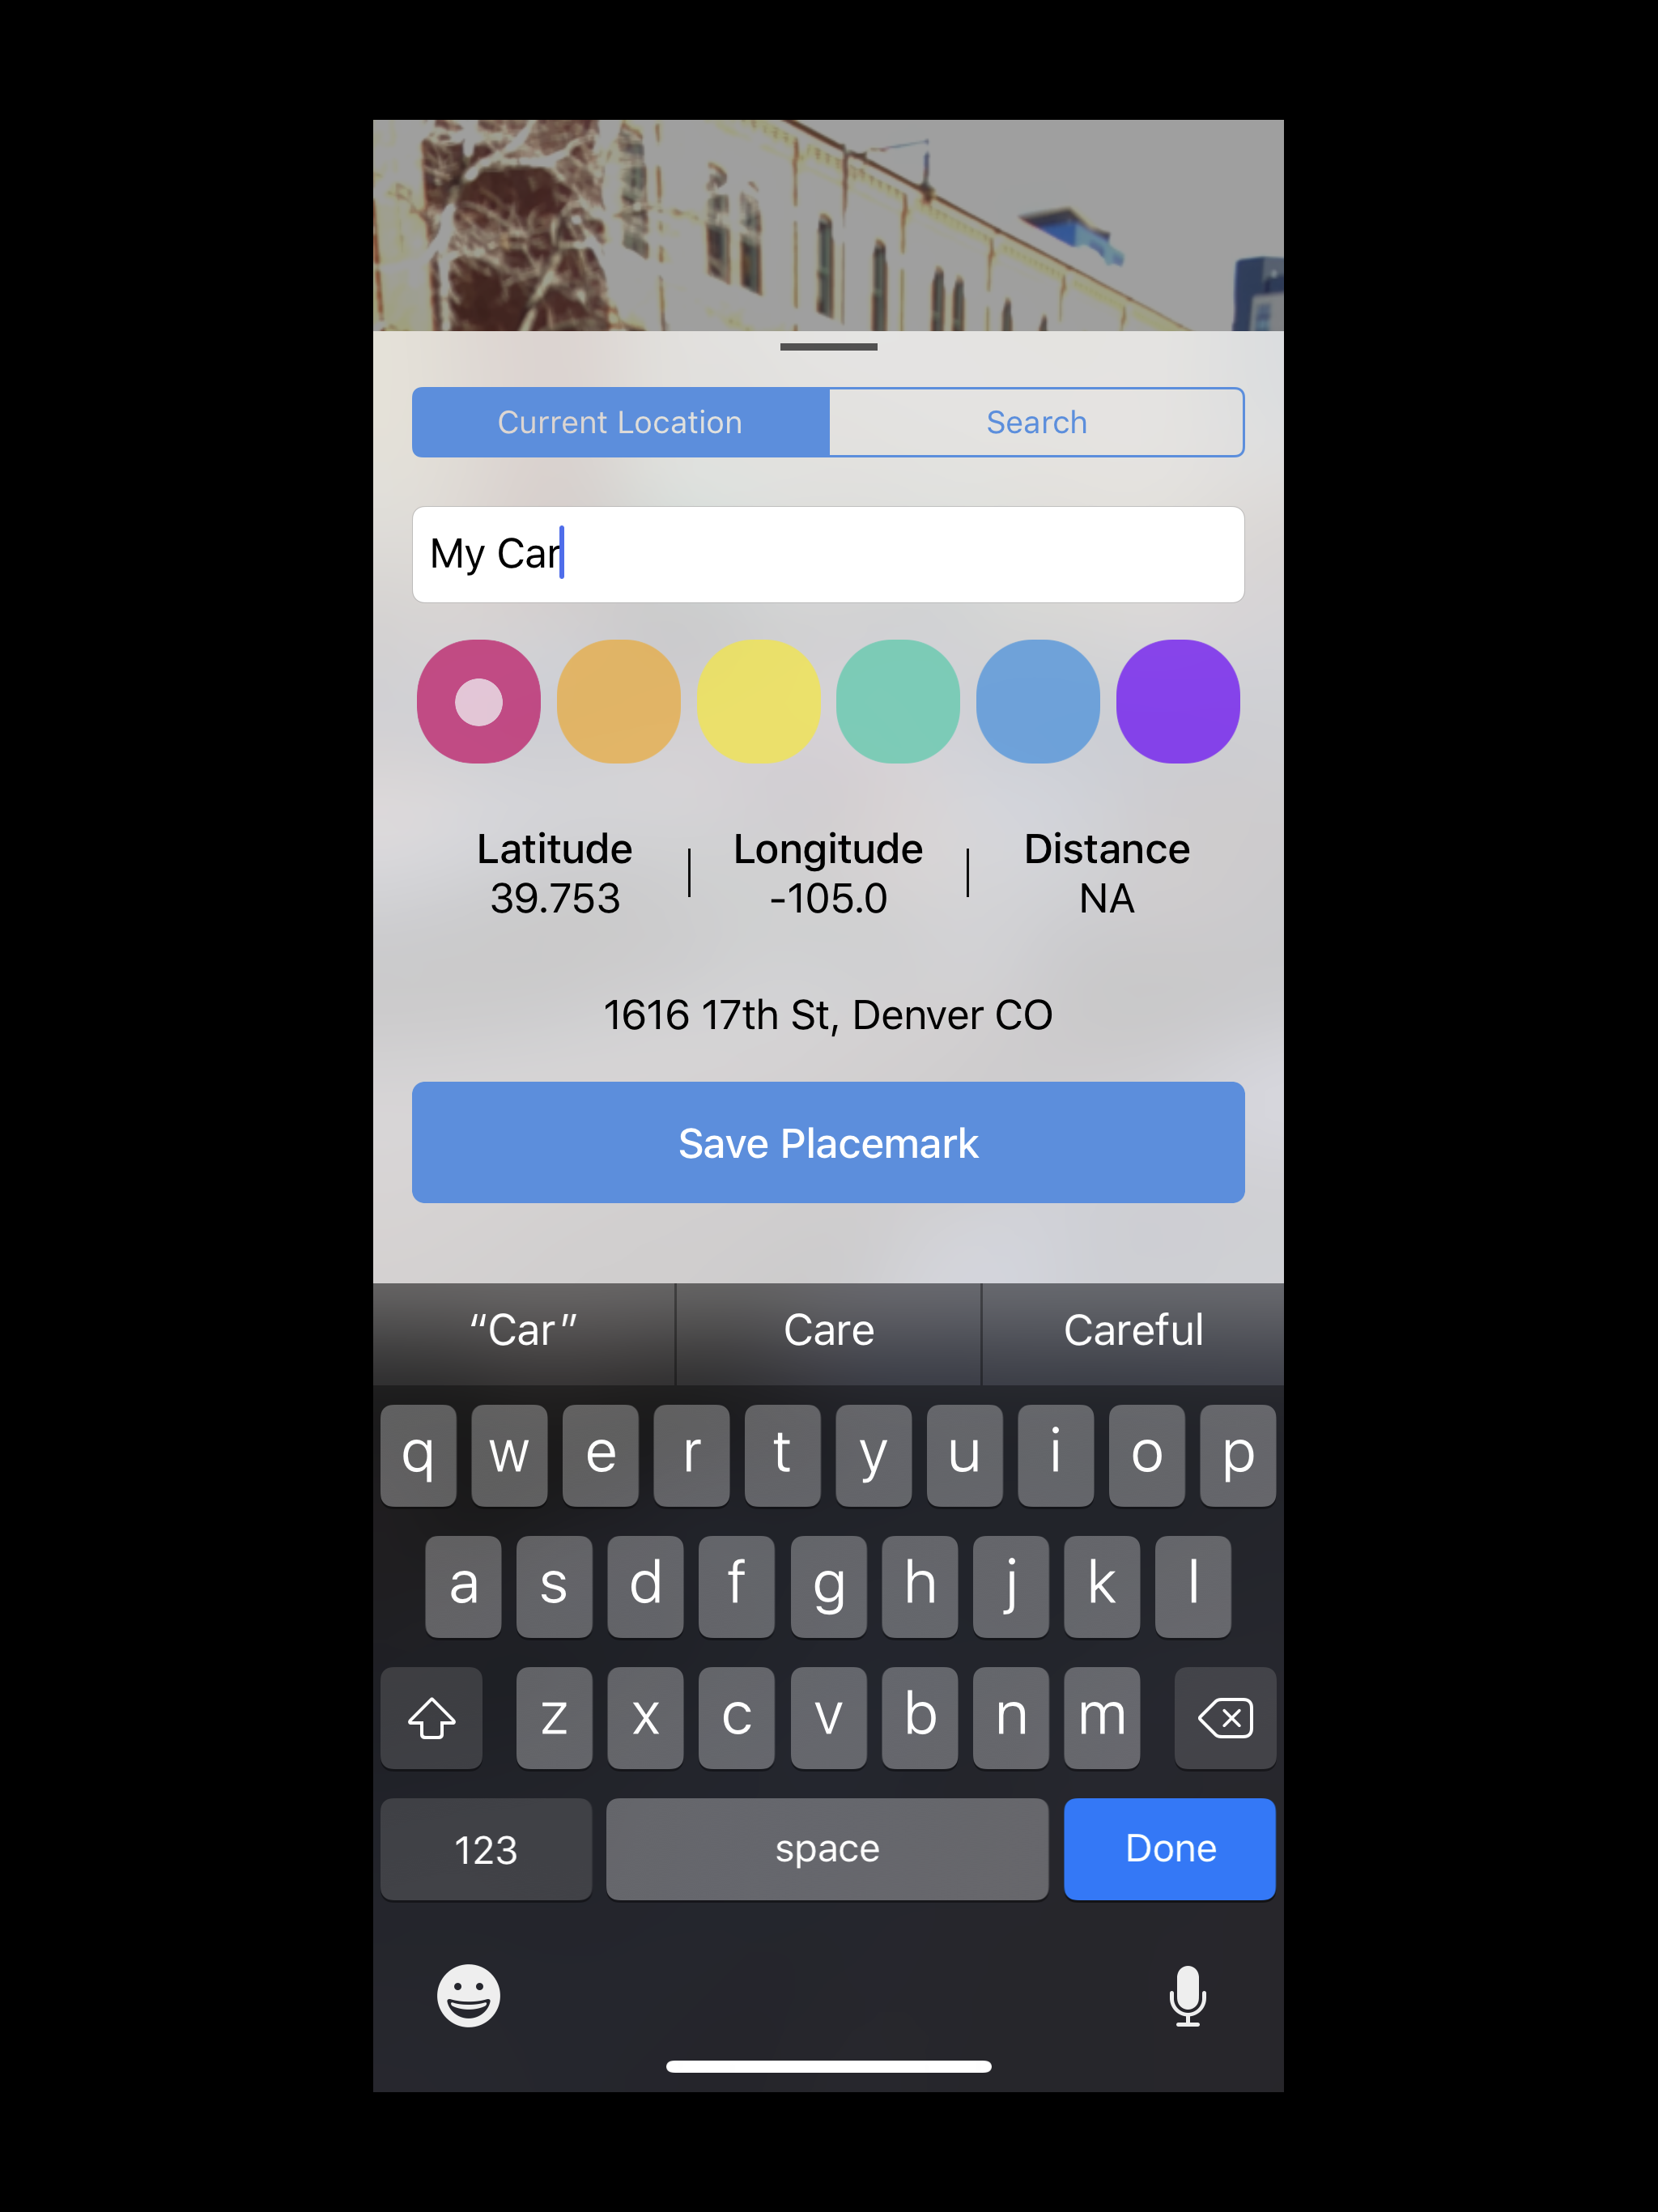 Current Location Search
My Car
Latitude Longitude Distance
39.753 -105.0 NA
1616 17th St, Denver CO
Save Placemark
“Car” Care Careful
q w e r t y u i o p
a s d f g h j k l
z x c v b n m
123 space Done